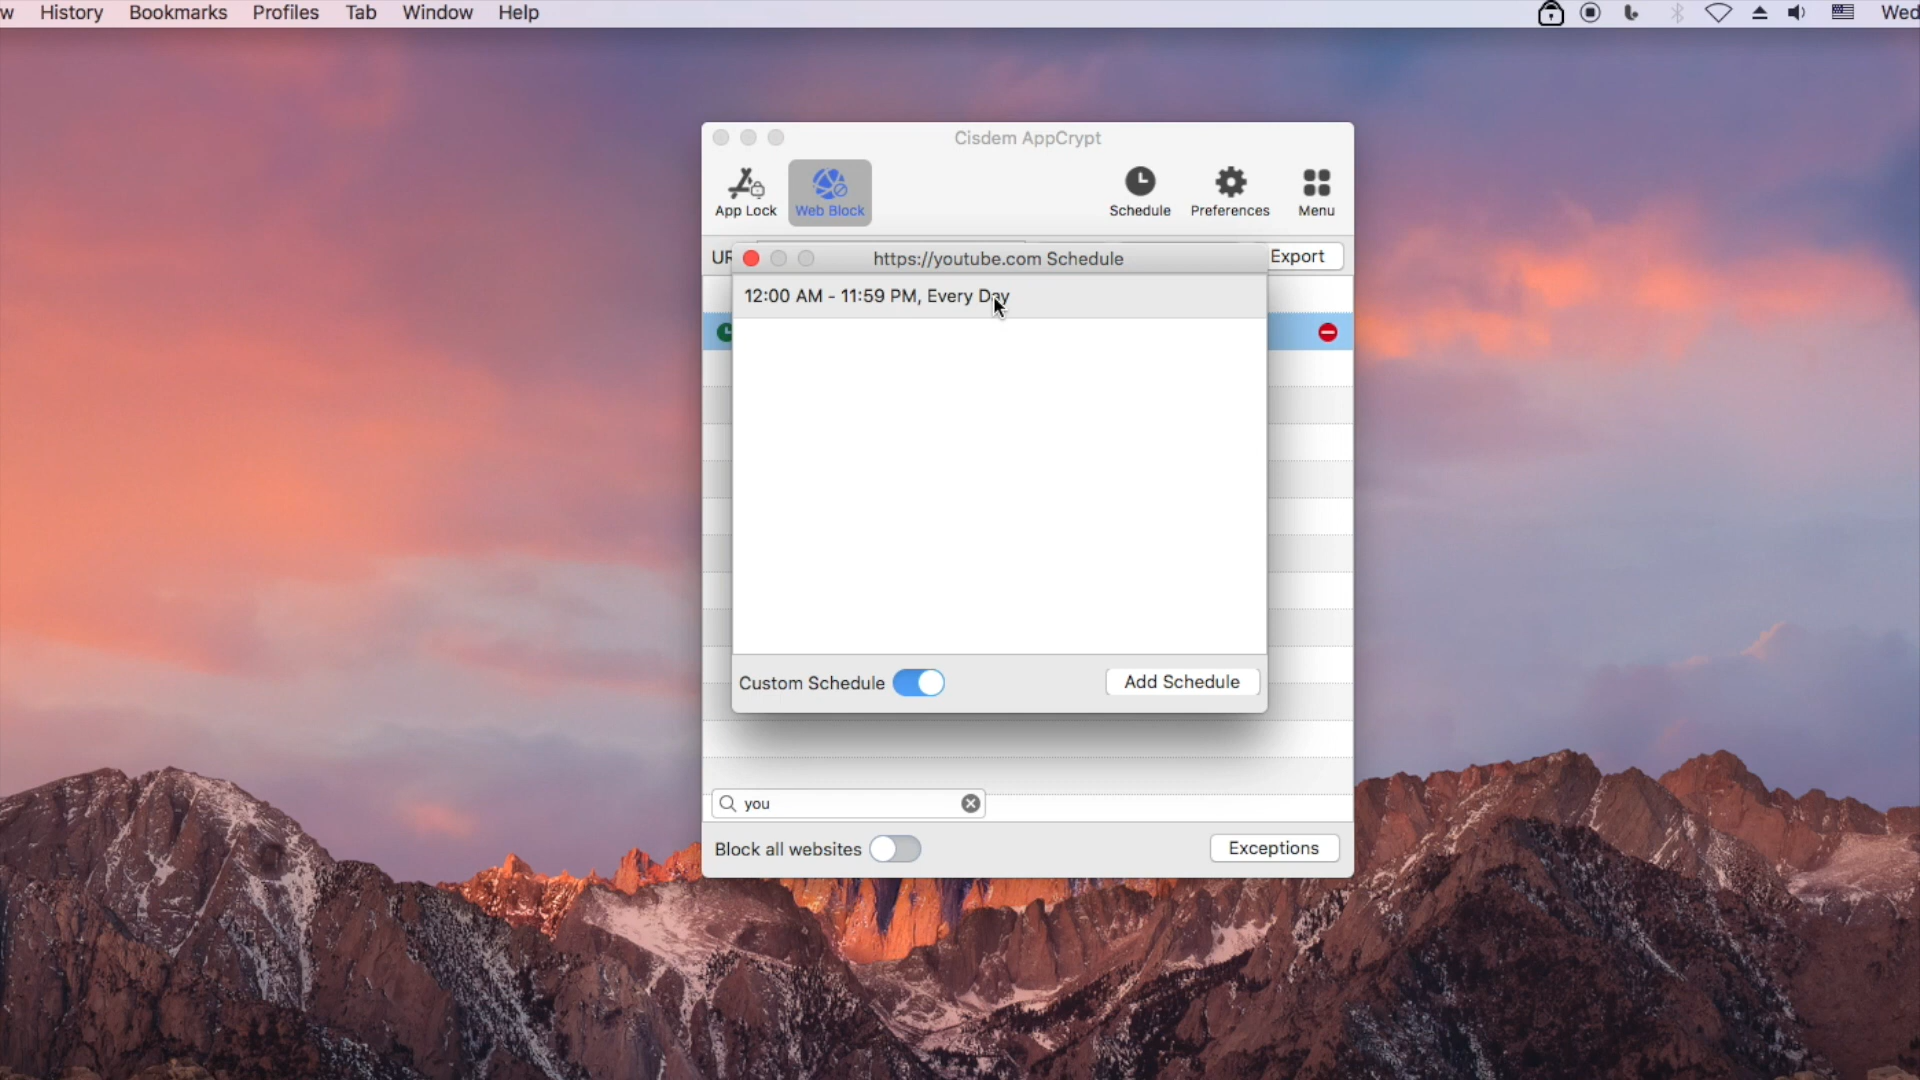 w History Bookmarks Profiles Tab Window Help Wed
Cisdem AppCrypt
App Lock Web Block Schedule Preferences Menu
UR Export
https://youtube.com Schedule
12:00 AM - 11:59 PM, Every Day
Custom Schedule Add Schedule
you
Block all websites Exceptions